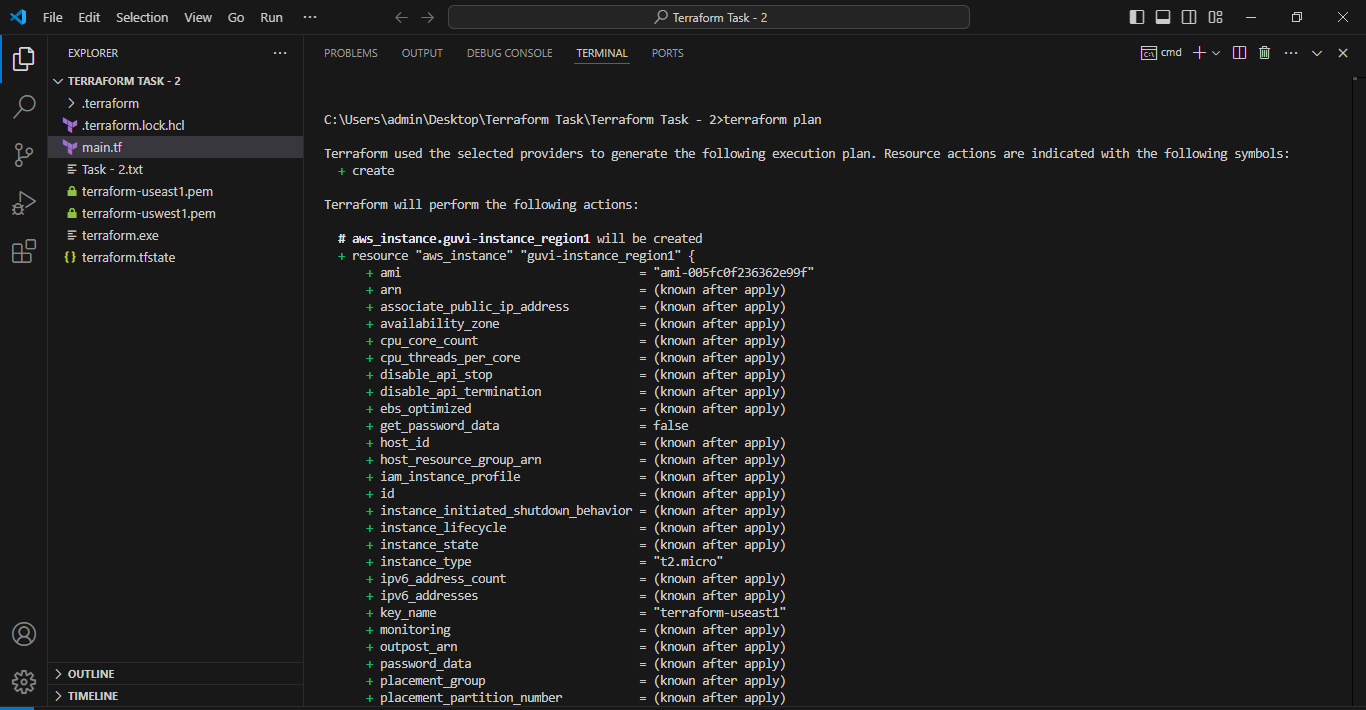 File Edit Selection View Go Run ···
Terraform Task - 2
EXPLORER ···
TERRAFORM TASK - 2
.terraform
.terraform.lock.hcl
main.tf
Task - 2.txt
terraform-useast1.pem
terraform-uswest1.pem
terraform.exe
{} terraform.tfstate
OUTLINE
TIMELINE
PROBLEMS OUTPUT DEBUG CONSOLE TERMINAL PORTS
cmd
C:\Users\admin\Desktop\Terraform Task\Terraform Task - 2>terraform plan
Terraform used the selected providers to generate the following execution plan. Resource actions are indicated with the following symbols:
+ create
Terraform will perform the following actions:
# aws_instance.guvi-instance_region1 will be created
+ resource "aws_instance" "guvi-instance_region1" {
+ ami = "ami-005fc0f236362e99f"
+ arn = (known after apply)
+ associate_public_ip_address = (known after apply)
+ availability_zone = (known after apply)
+ cpu_core_count = (known after apply)
+ cpu_threads_per_core = (known after apply)
+ disable_api_stop = (known after apply)
+ disable_api_termination = (known after apply)
+ ebs_optimized = (known after apply)
+ get_password_data = false
+ host_id = (known after apply)
+ host_resource_group_arn = (known after apply)
+ iam_instance_profile = (known after apply)
+ id = (known after apply)
+ instance_initiated_shutdown_behavior = (known after apply)
+ instance_lifecycle = (known after apply)
+ instance_state = (known after apply)
+ instance_type = "t2.micro"
+ ipv6_address_count = (known after apply)
+ ipv6_addresses = (known after apply)
+ key_name = "terraform-useast1"
+ monitoring = (known after apply)
+ outpost_arn = (known after apply)
+ password_data = (known after apply)
+ placement_group = (known after apply)
+ placement_partition_number = (known after apply)